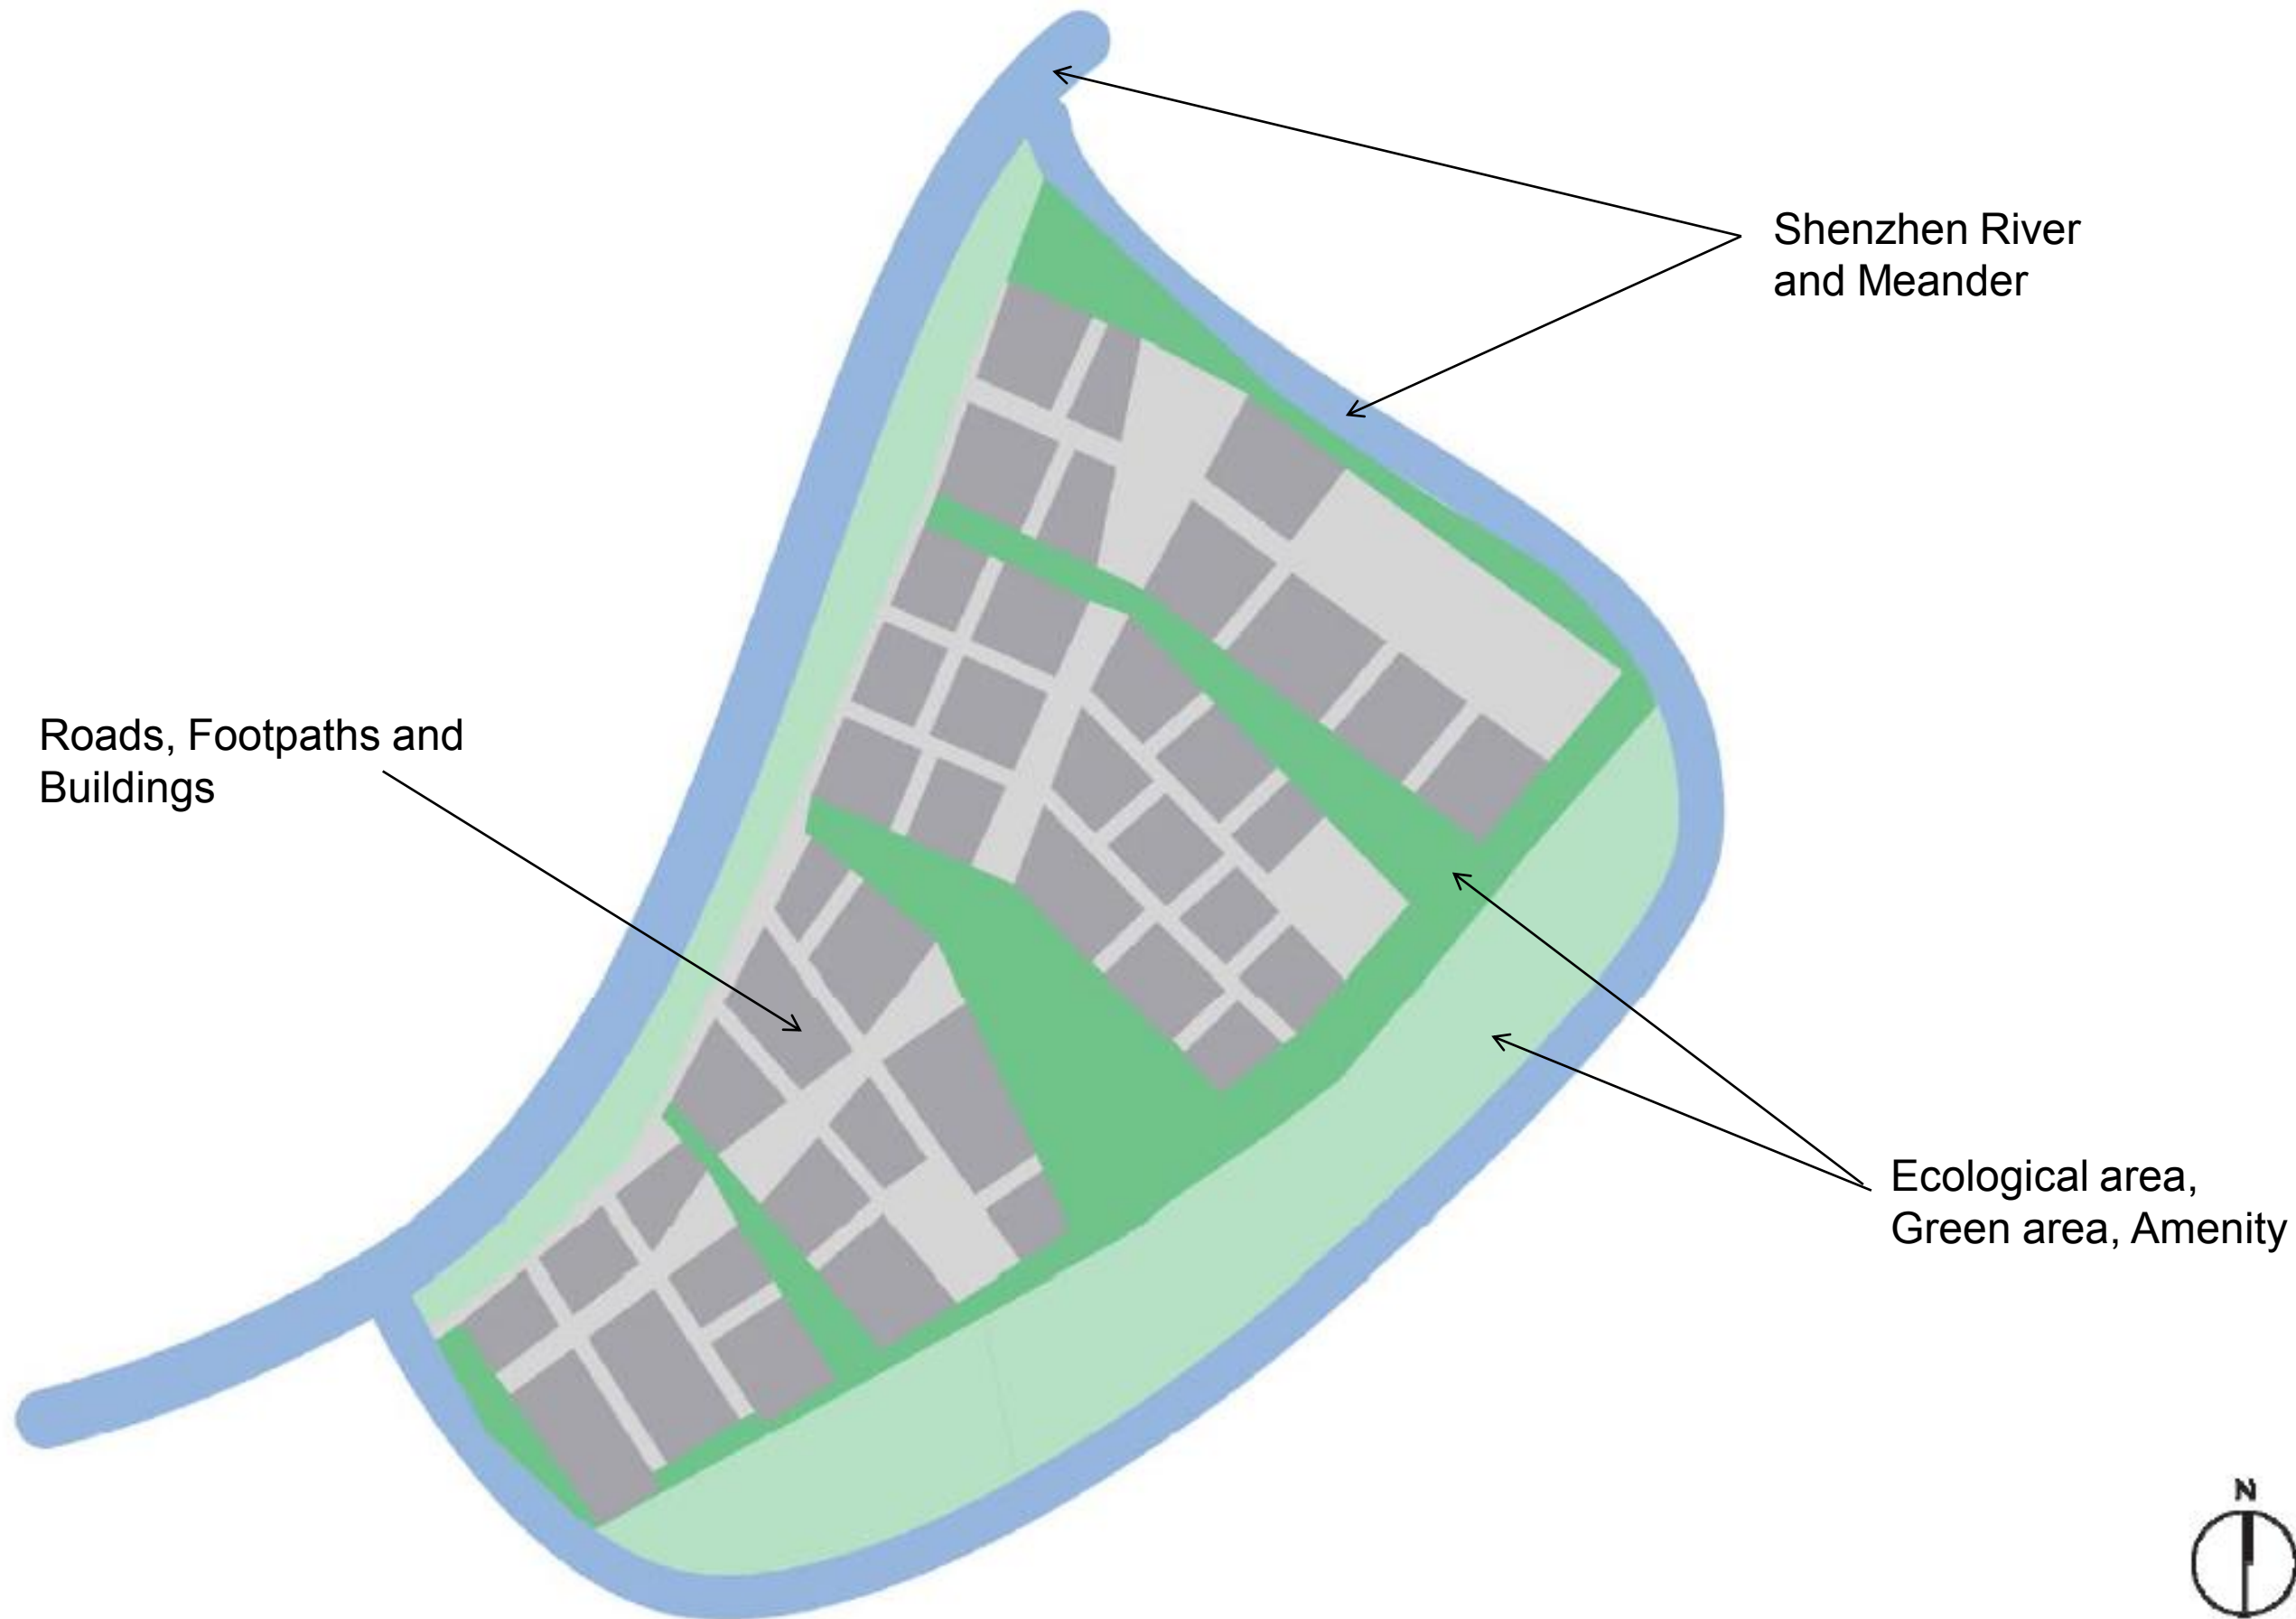 Shenzhen River
and Meander
Roads, Footpaths and
Buildings
Ecological area,
Green area, Amenity
N